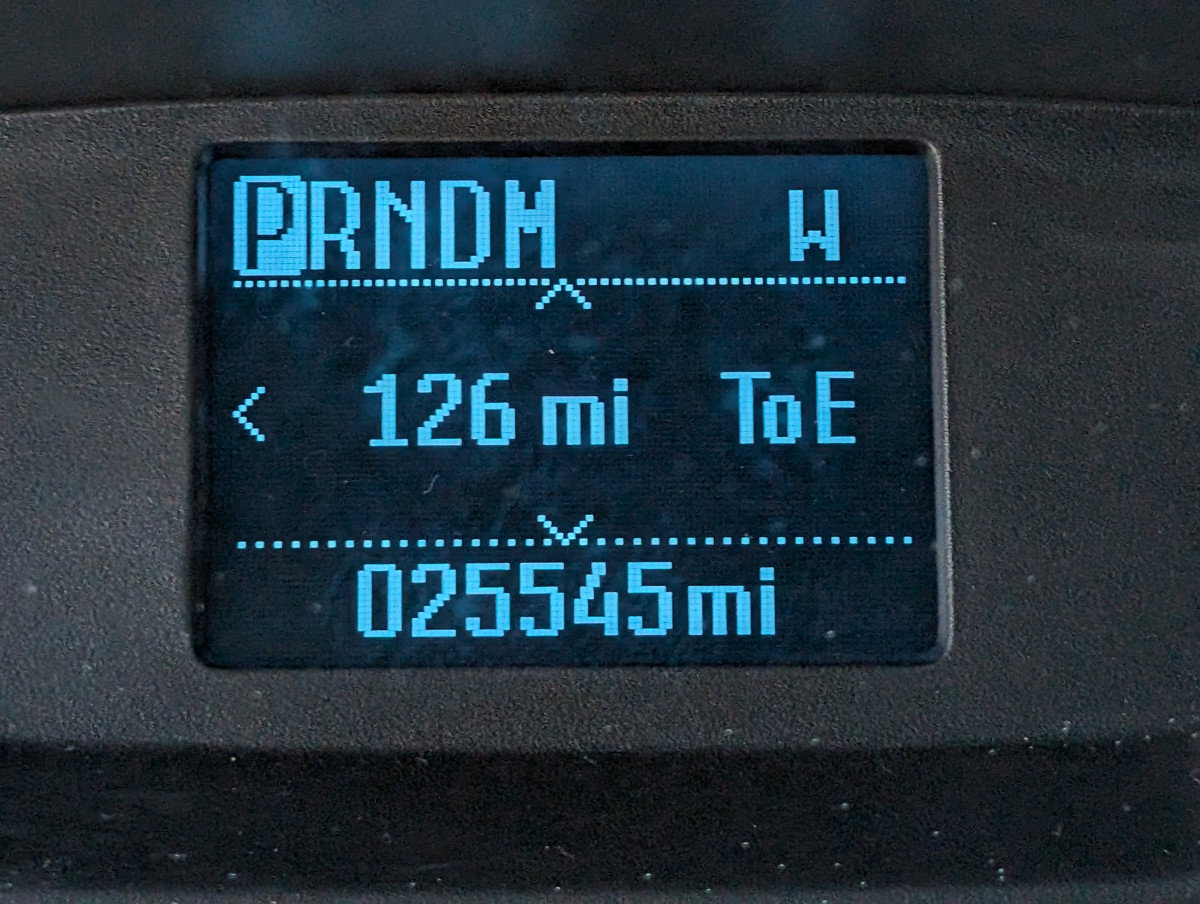 PRNDM W
< 126 mi ToE
025545mi